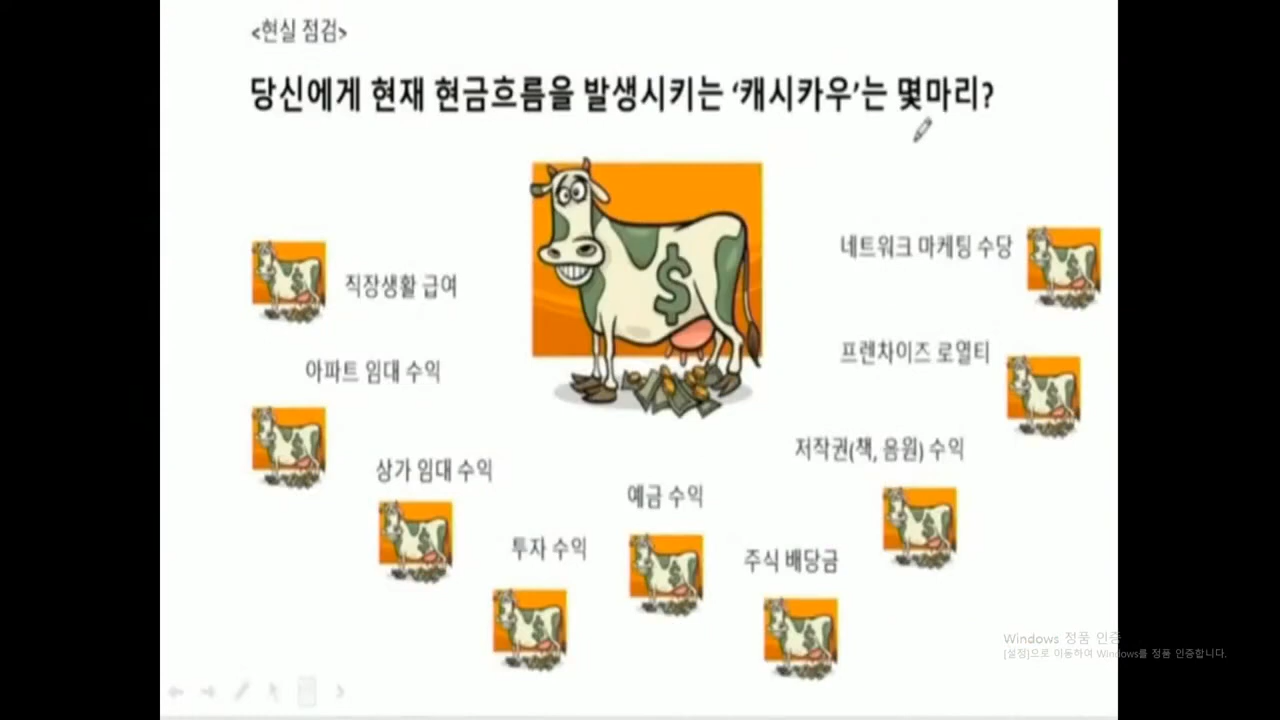 <현실 점검>
당신에게 현재 현금흐름을 발생시키는 ‘캐시카우’는 몇마리?
네트워크 마케팅 수당
직장생활 급여
프렌차이즈 로열티
아파트 임대 수익
저작권(책, 음원) 수익
상가 임대 수익
예금 수익
투자 수익
주식 배당금
$
Windows 정품 인증
[설정]으로 이동하여 Windows를 정품 인증합니다.